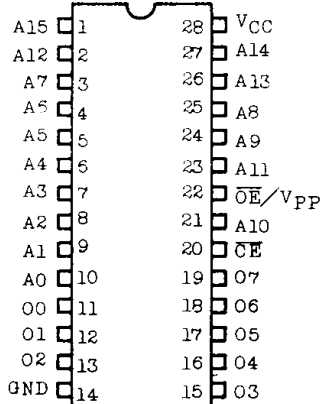 A15 1 28 VCC
A12 2 27 A14
A7 3 26 A13
A6 4 25 A8
A5 5 24 A9
A4 6 23 A11
A3 7 22 OE/VPP
A2 8 21 A10
A1 9 20 CE
A0 10 19 O7
O0 11 18 O6
O1 12 17 O5
O2 13 16 O4
GND 14 15 O3